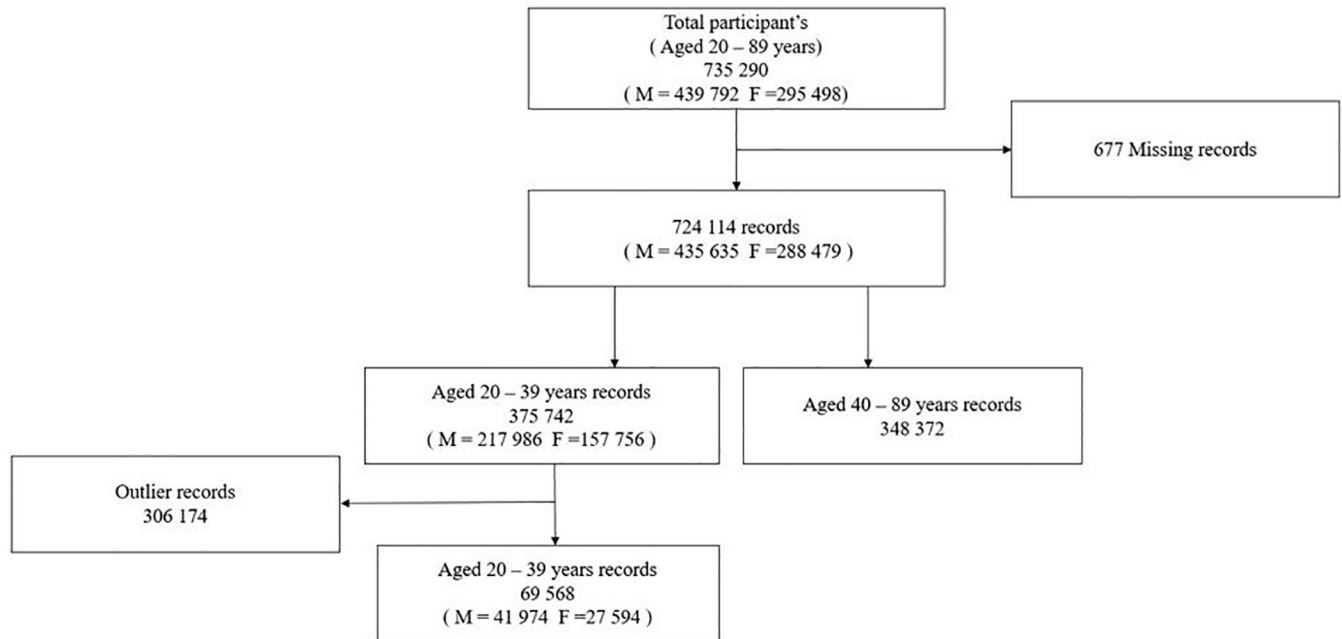 Total participant's
( Aged 20 – 89 years)
735 290
( M = 439 792  F =295 498)
677 Missing records
724 114 records
( M = 435 635  F =288 479 )
Aged 20 – 39 years records
375 742
( M = 217 986  F =157 756 )
Aged 40 – 89 years records
348 372
Outlier records
306 174
Aged 20 – 39 years records
69 568
( M = 41 974  F =27 594 )